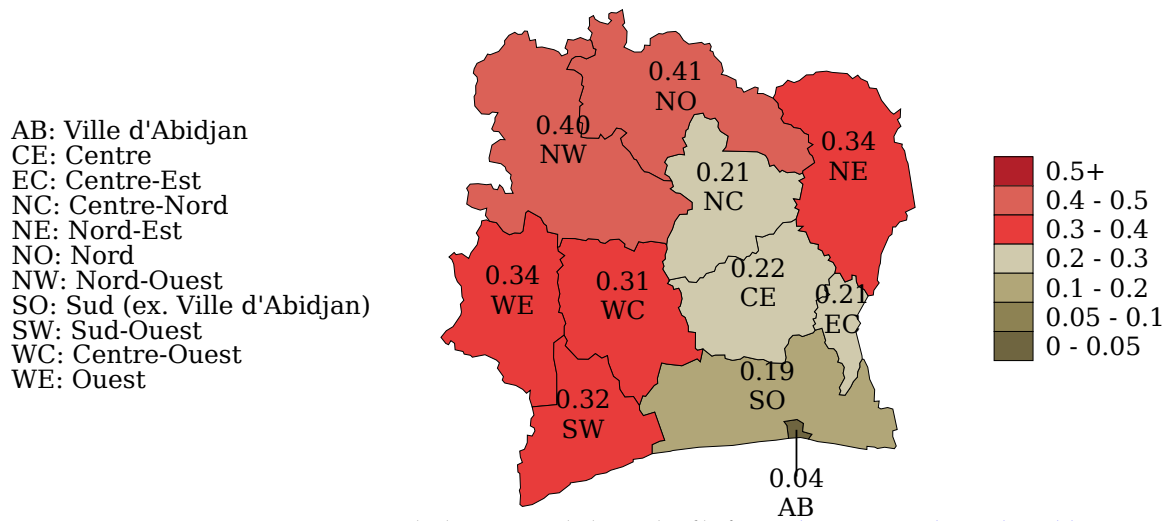 AB: Ville d'Abidjan
CE: Centre
EC: Centre-Est
NC: Centre-Nord
NE: Nord-Est
NO: Nord
NW: Nord-Ouest
SO: Sud (ex. Ville d'Abidjan)
SW: Sud-Ouest
WC: Centre-Ouest
WE: Ouest
0.41
NO
0.40
NW
0.34
NE
0.21
NC
0.34
WE
0.31
WC
0.22
CE
0.21
EC
0.19
SO
0.32
SW
0.04
AB
0.5+
0.4 - 0.5
0.3 - 0.4
0.2 - 0.3
0.1 - 0.2
0.05 - 0.1
0 - 0.05